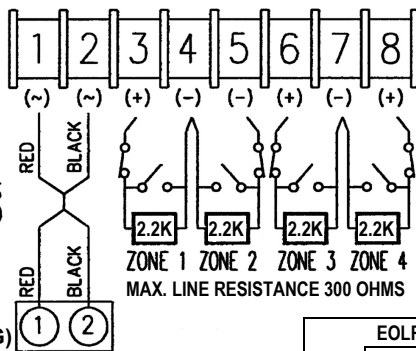 1 2 3 4 5 6 7 8
(~) (~) (+) (-) (-) (+) (-) (+)
RED BLACK
2.2K 2.2K 2.2K 2.2K
ZONE 1 ZONE 2 ZONE 3 ZONE 4
RED BLACK
MAX. LINE RESISTANCE 300 OHMS
1 2
G)
EOLR